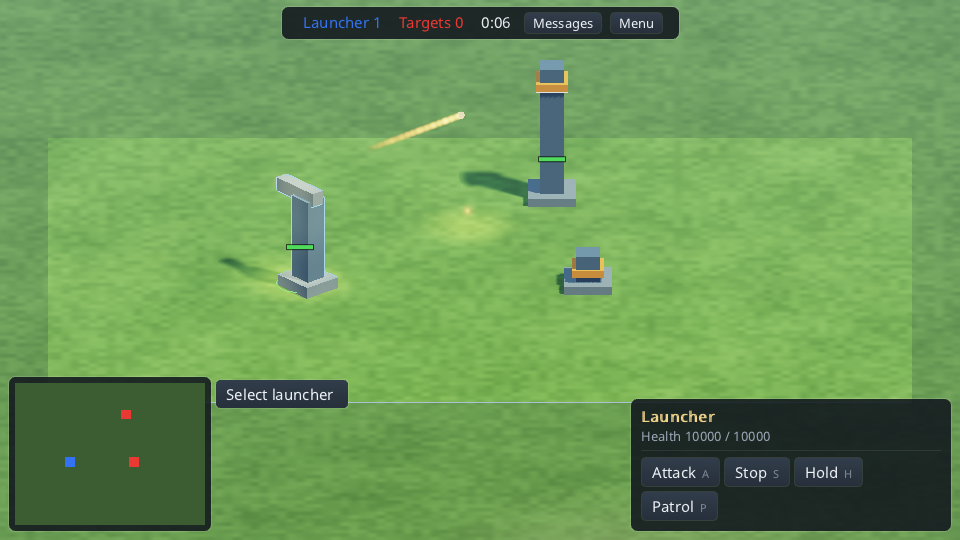 Launcher 1 Targets 0 0:06 Messages Menu
Select launcher
Launcher
Health 10000 / 10000
Attack A Stop S Hold H
Patrol P